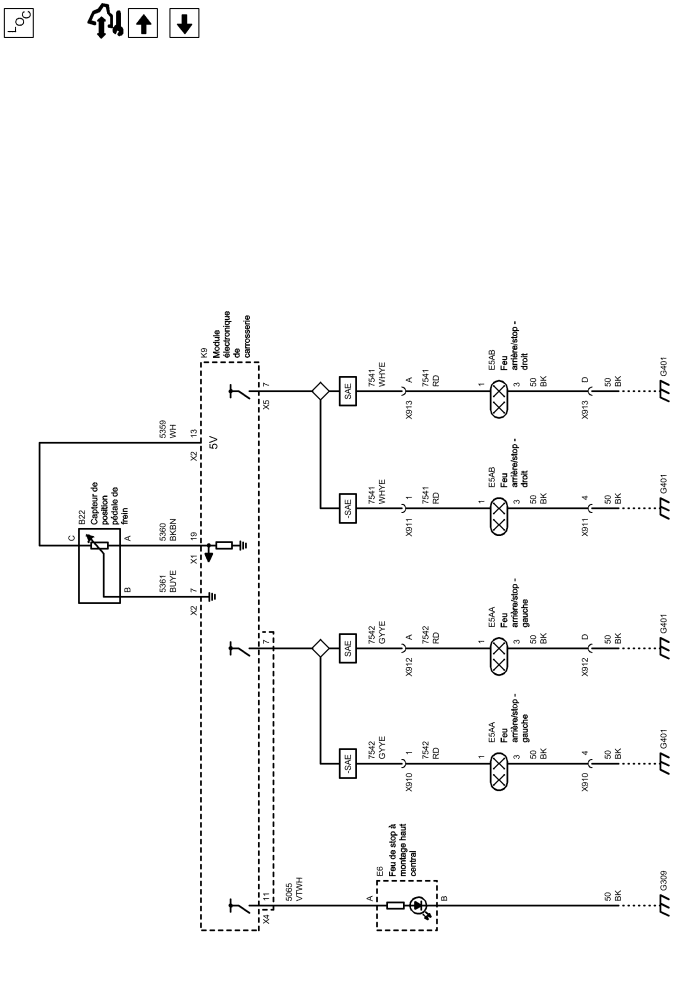 LOC
K9
Module
électronique
de
carrosserie
B22
Capteur de
position
pédale de
frein
C
A
B
5359
WH
X2
13
5V
5360
BKBN
X1
19
5361
BUYE
X2
7
X5
7
7
X4
11
SAE
7541
WHYE
X913
A
7541
RD
1
E5AB
Feu
arrière/stop -
droit
3
50
BK
X913
D
50
BK
G401
-SAE
7541
WHYE
X911
1
7541
RD
1
E5AB
Feu
arrière/stop -
droit
3
50
BK
X911
4
50
BK
G401
SAE
7542
GYYE
X912
A
7542
RD
1
E5AA
Feu
arrière/stop -
gauche
3
50
BK
X912
D
50
BK
G401
-SAE
7542
GYYE
X910
1
7542
RD
1
E5AA
Feu
arrière/stop -
gauche
3
50
BK
X910
4
50
BK
G401
5065
VTWH
A
E6
Feu de stop à
montage haut
central
B
50
BK
G309